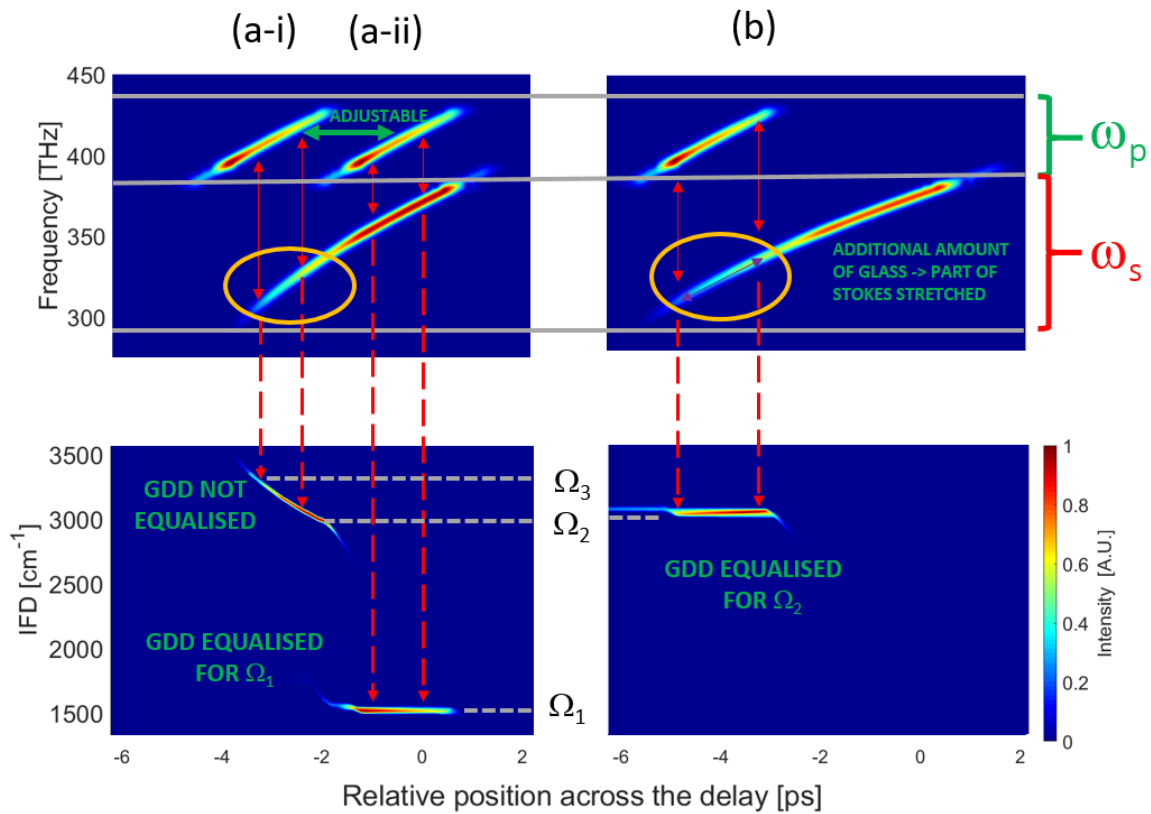 (a-i)
(a-ii)
(b)
Frequency [THz]
450
400
350
300
ADJUSTABLE
ADDITIONAL AMOUNT
OF GLASS -> PART OF
STOKES STRETCHED
ωp
ωs
IFD [cm-1]
3500
3000
2500
2000
1500
GDD NOT
EQUALISED
GDD EQUALISED
FOR Ω1
Ω3
Ω2
Ω1
GDD EQUALISED
FOR Ω2
-6 -4 -2 0 2
-6 -4 -2 0 2
1
0.8
0.6
0.4
0.2
0
Intensity [A.U.]
Relative position across the delay [ps]